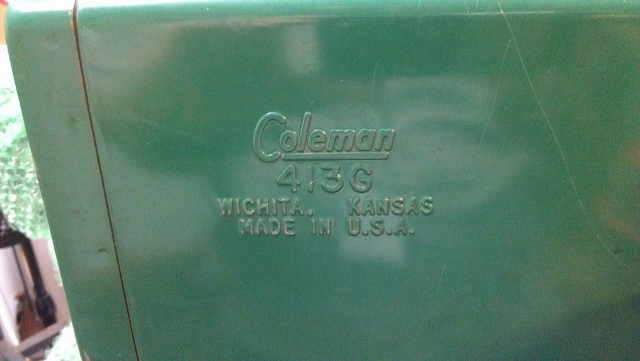 Coleman
413G
WICHITA, KANSAS
MADE IN U.S.A.